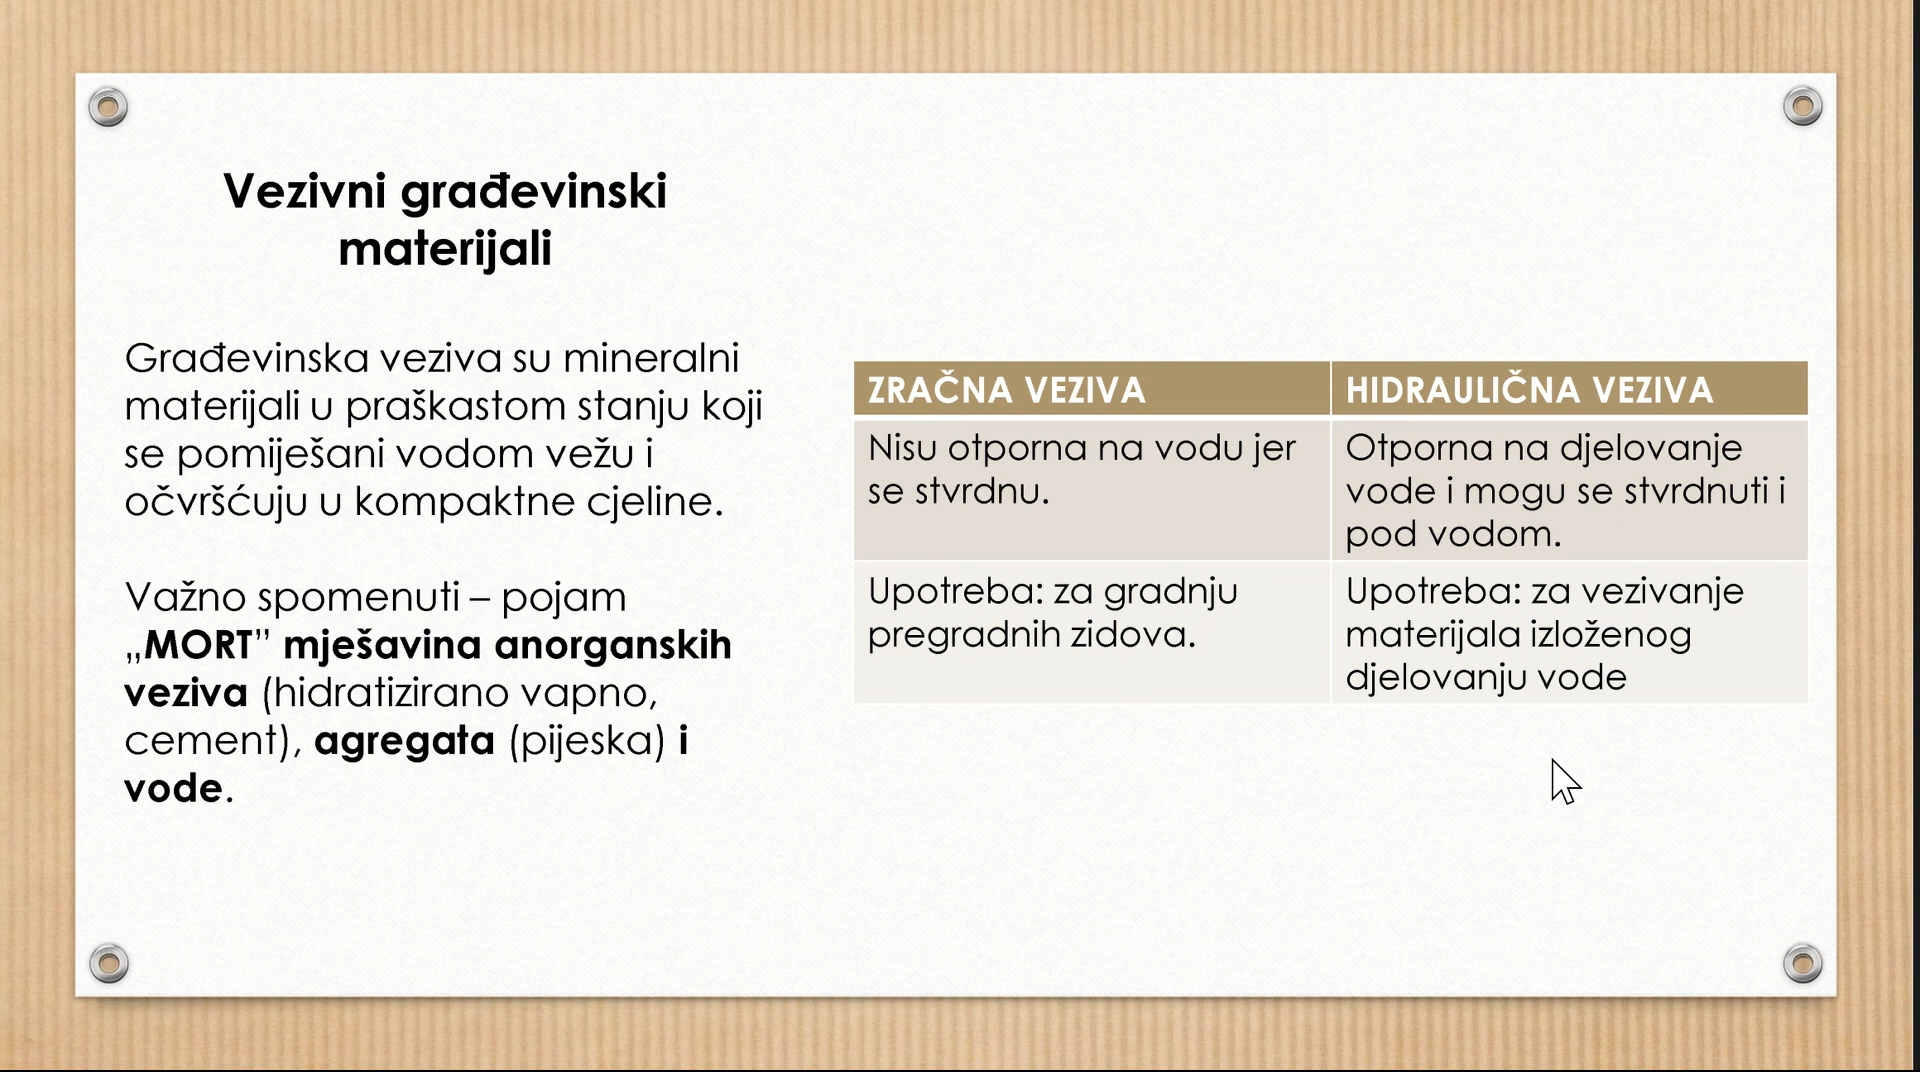 Vezivni građevinski
materijali
Građevinska veziva su mineralni
materijali u praškastom stanju koji
se pomiješani vodom vežu i
očvršćuju u kompaktne cjeline.
Važno spomenuti – pojam
„MORT” mješavina anorganskih
veziva (hidratizirano vapno,
cement), agregata (pijeska) i
vode.
ZRAČNA VEZIVA
HIDRAULIČNA VEZIVA
Nisu otporna na vodu jer
se stvrdnu.
Otporna na djelovanje
vode i mogu se stvrdnuti i
pod vodom.
Upotreba: za gradnju
pregradnih zidova.
Upotreba: za vezivanje
materijala izloženog
djelovanju vode